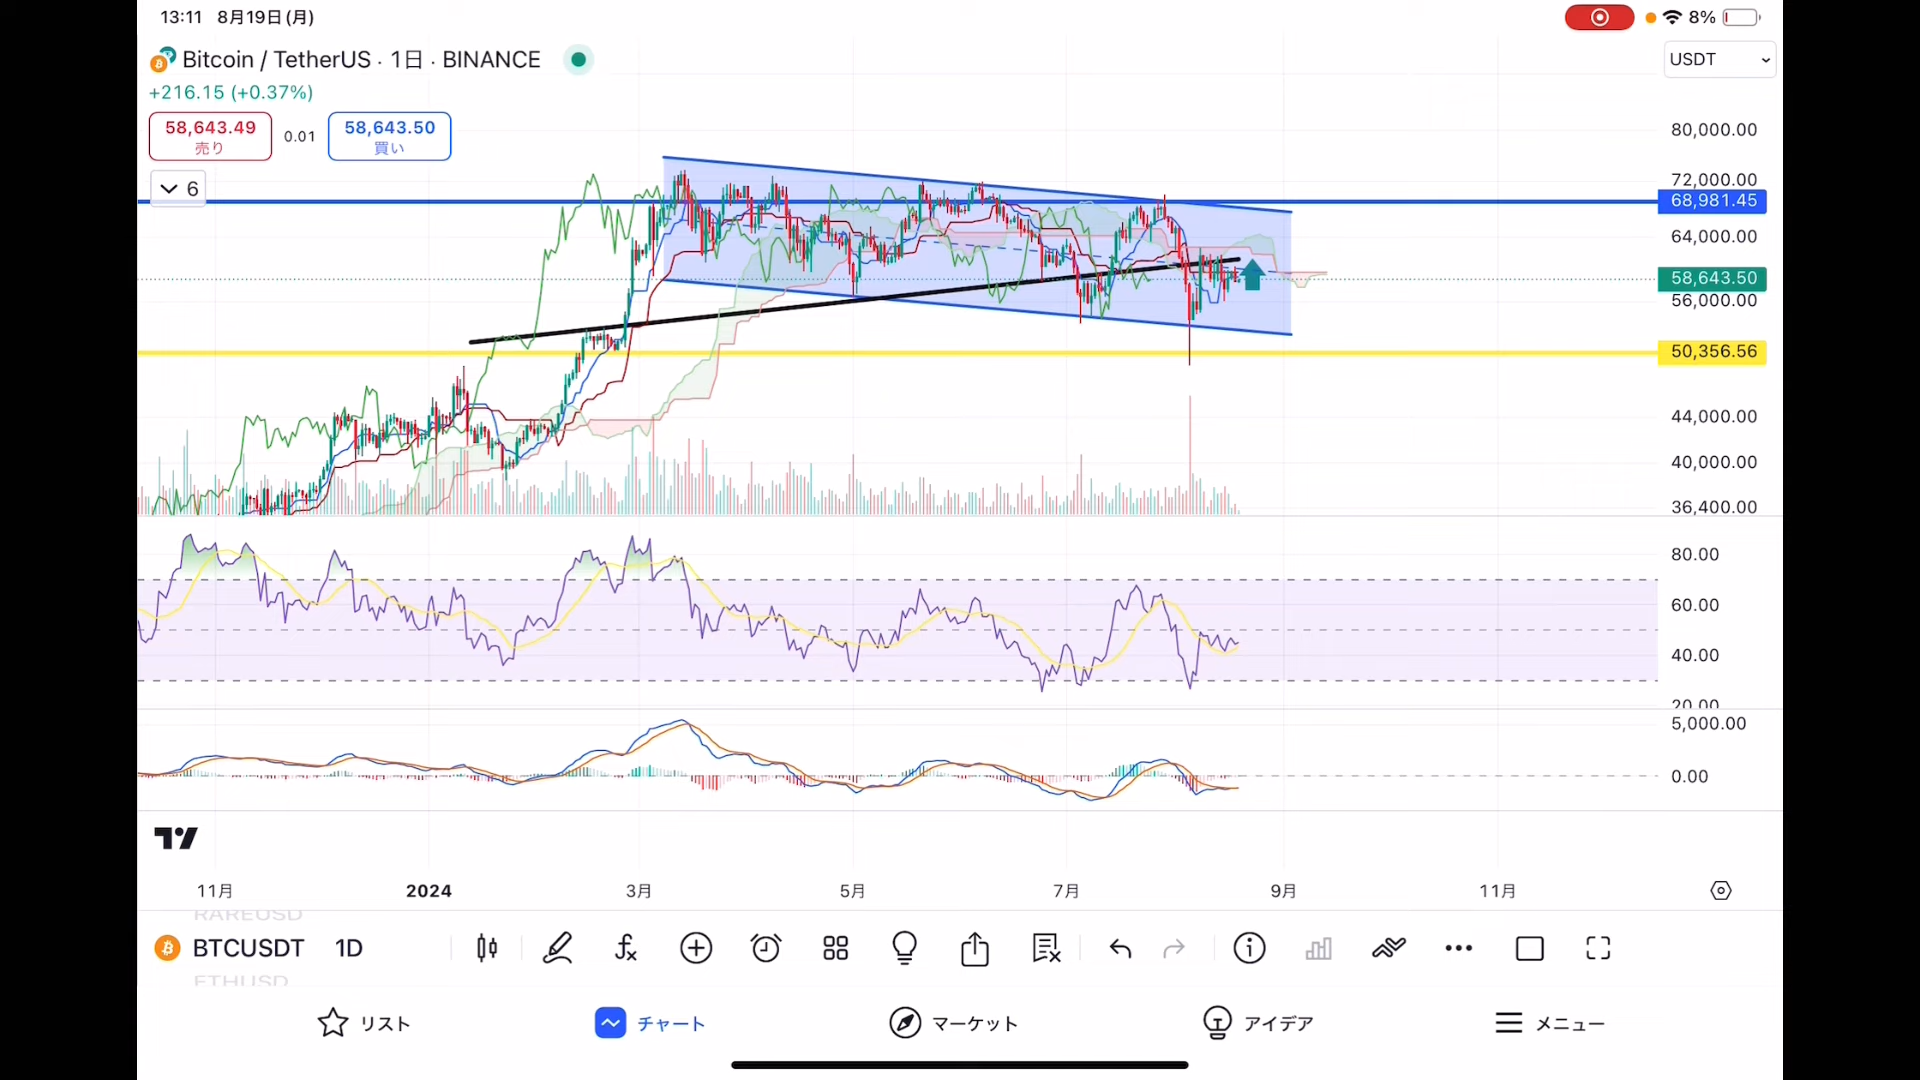 13:11 8月19日(月)
8%
Bitcoin / TetherUS · 1日 · BINANCE
USDT
+216.15 (+0.37%)
58,643.49
売り
0.01
58,643.50
買い
6
80,000.00
72,000.00
68,981.45
64,000.00
58,643.50
56,000.00
50,356.56
44,000.00
40,000.00
36,400.00
80.00
60.00
40.00
20.00
5,000.00
0.00
11月 2024 3月 5月 7月 9月 11月
RAREUSD
BTCUSDT 1D
ETHUSD
リスト
チャート
マーケット
アイデア
メニュー